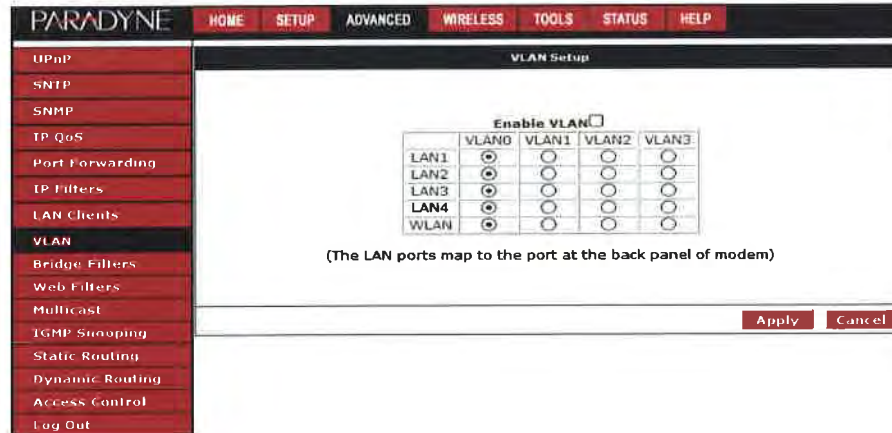 PARADYNE HOME SETUP ADVANCED WIRELESS TOOLS STATUS HELP
UPnP
SNTP
SNMP
IP QoS
Port Forwarding
IP Filters
LAN Clients
VLAN
Bridge Filters
Web Filters
Multicast
IGMP Snooping
Static Routing
Dynamic Routing
Access Control
Log Out
VLAN Setup
Enable VLAN
VLAN0 VLAN1 VLAN2 VLAN3
LAN1
LAN2
LAN3
LAN4
WLAN
(The LAN ports map to the port at the back panel of modem)
Apply Cancel